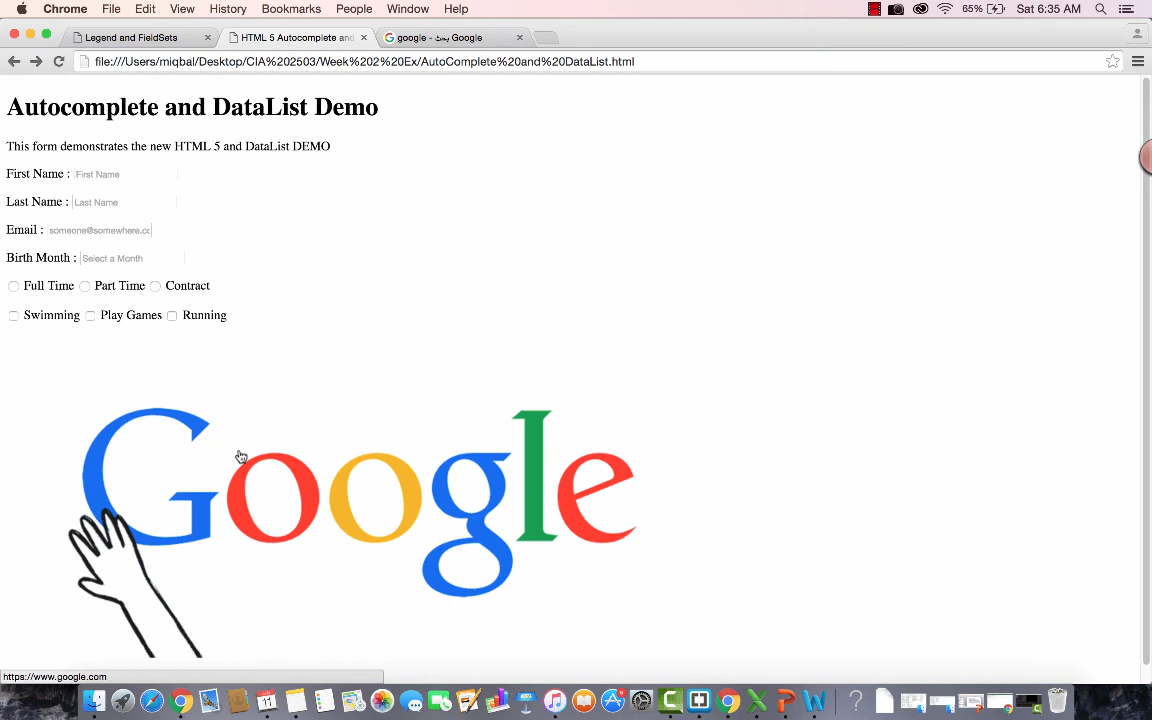 Chrome File Edit View History Bookmarks People Window Help 65% Sat 6:35 AM
Legend and FieldSets HTML 5 Autocomplete and google - بحث Google
file:///Users/miqbal/Desktop/CIA%202503/Week%202%20Ex/AutoComplete%20and%20DataList.html
Autocomplete and DataList Demo
This form demonstrates the new HTML 5 and DataList DEMO
First Name : First Name
Last Name : Last Name
Email : someone@somewhere.cc
Birth Month : Select a Month
Full Time Part Time Contract
Swimming Play Games Running
Google
https://www.google.com